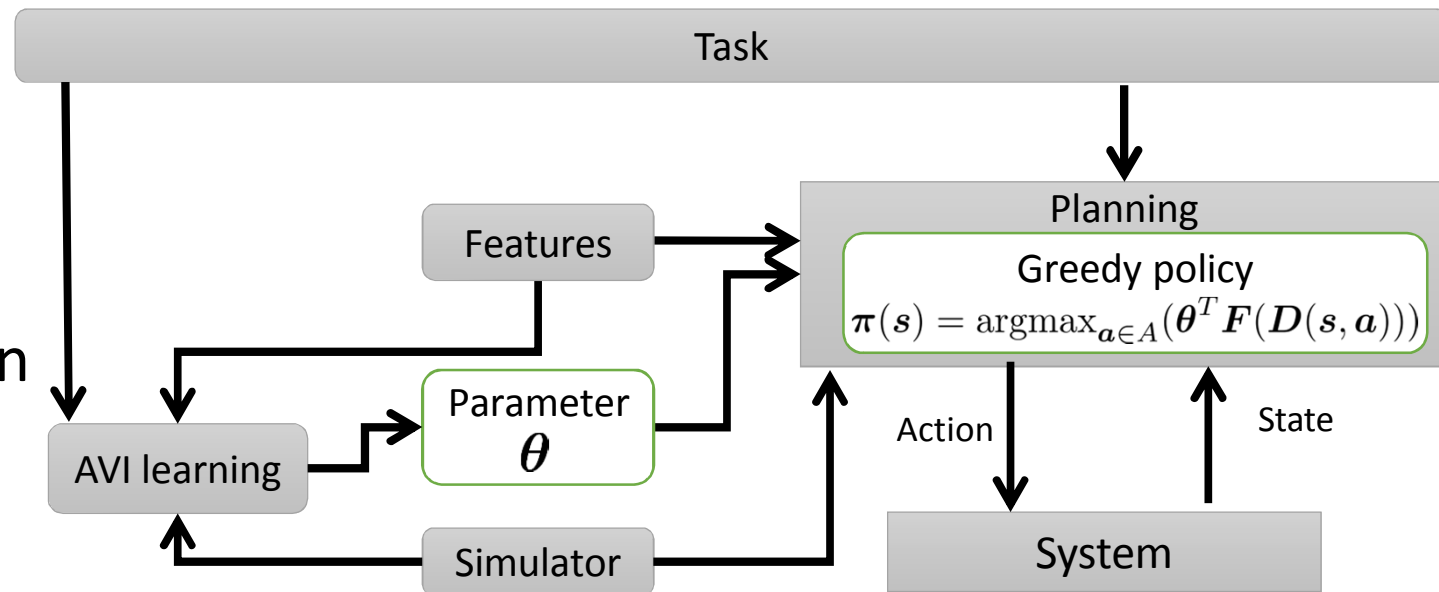 Task
Planning
Features
Greedy policy
π(s) = argmax_{a∈A}(θ^T F(D(s, a)))
n
Parameter
θ
Action
State
AVI learning
Simulator
System